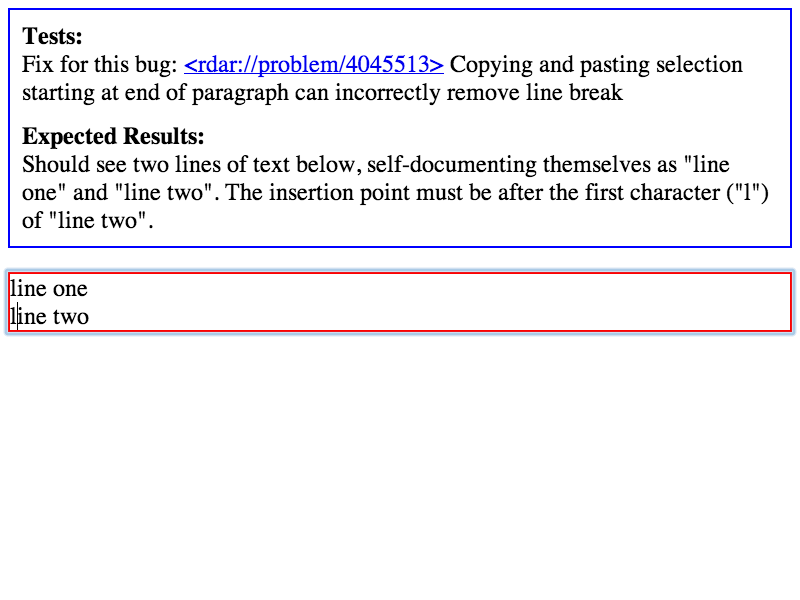 Tests:
Fix for this bug: <rdar://problem/4045513> Copying and pasting selection
starting at end of paragraph can incorrectly remove line break
Expected Results:
Should see two lines of text below, self-documenting themselves as "line
one" and "line two". The insertion point must be after the first character ("l")
of "line two".
line one
line two